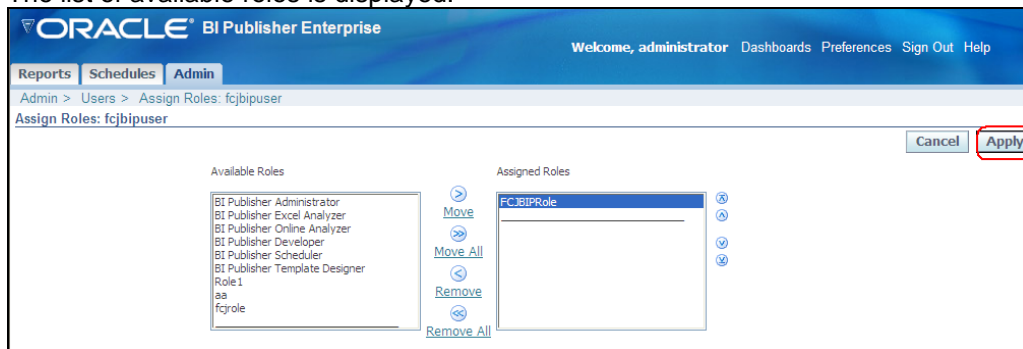 The list of available roles is displayed.
ORACLE BI Publisher Enterprise
Welcome, administrator Dashboards Preferences Sign Out Help
Reports Schedules Admin
Admin > Users > Assign Roles: fcjbipuser
Assign Roles: fcjbipuser
Cancel Apply
Available Roles
BI Publisher Administrator
BI Publisher Excel Analyzer
BI Publisher Online Analyzer
BI Publisher Developer
BI Publisher Scheduler
BI Publisher Template Designer
Role1
aa
fcjrole
Move
Move All
Remove
Remove All
Assigned Roles
FCJBIPRole